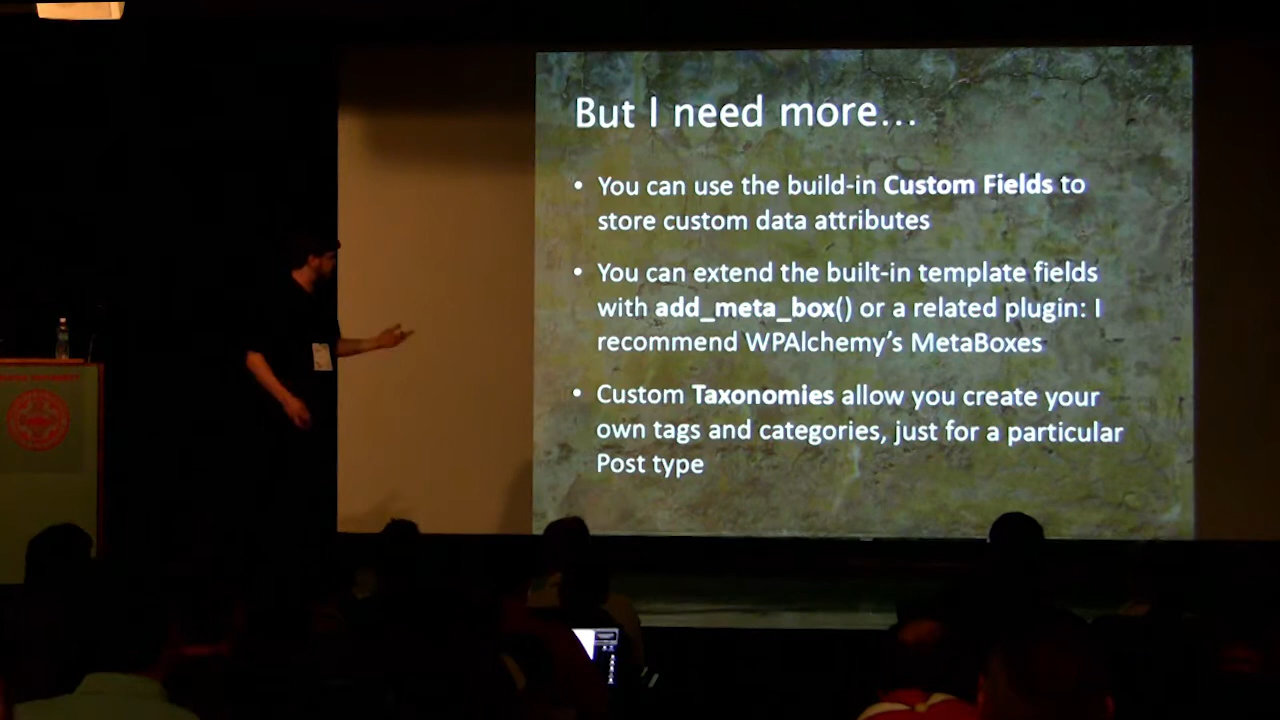 But I need more...
• You can use the build-in Custom Fields to
store custom data attributes
• You can extend the built-in template fields
with add_meta_box() or a related plugin: I
recommend WPAlchemy's MetaBoxes
• Custom Taxonomies allow you create your
own tags and categories, just for a particular
Post type